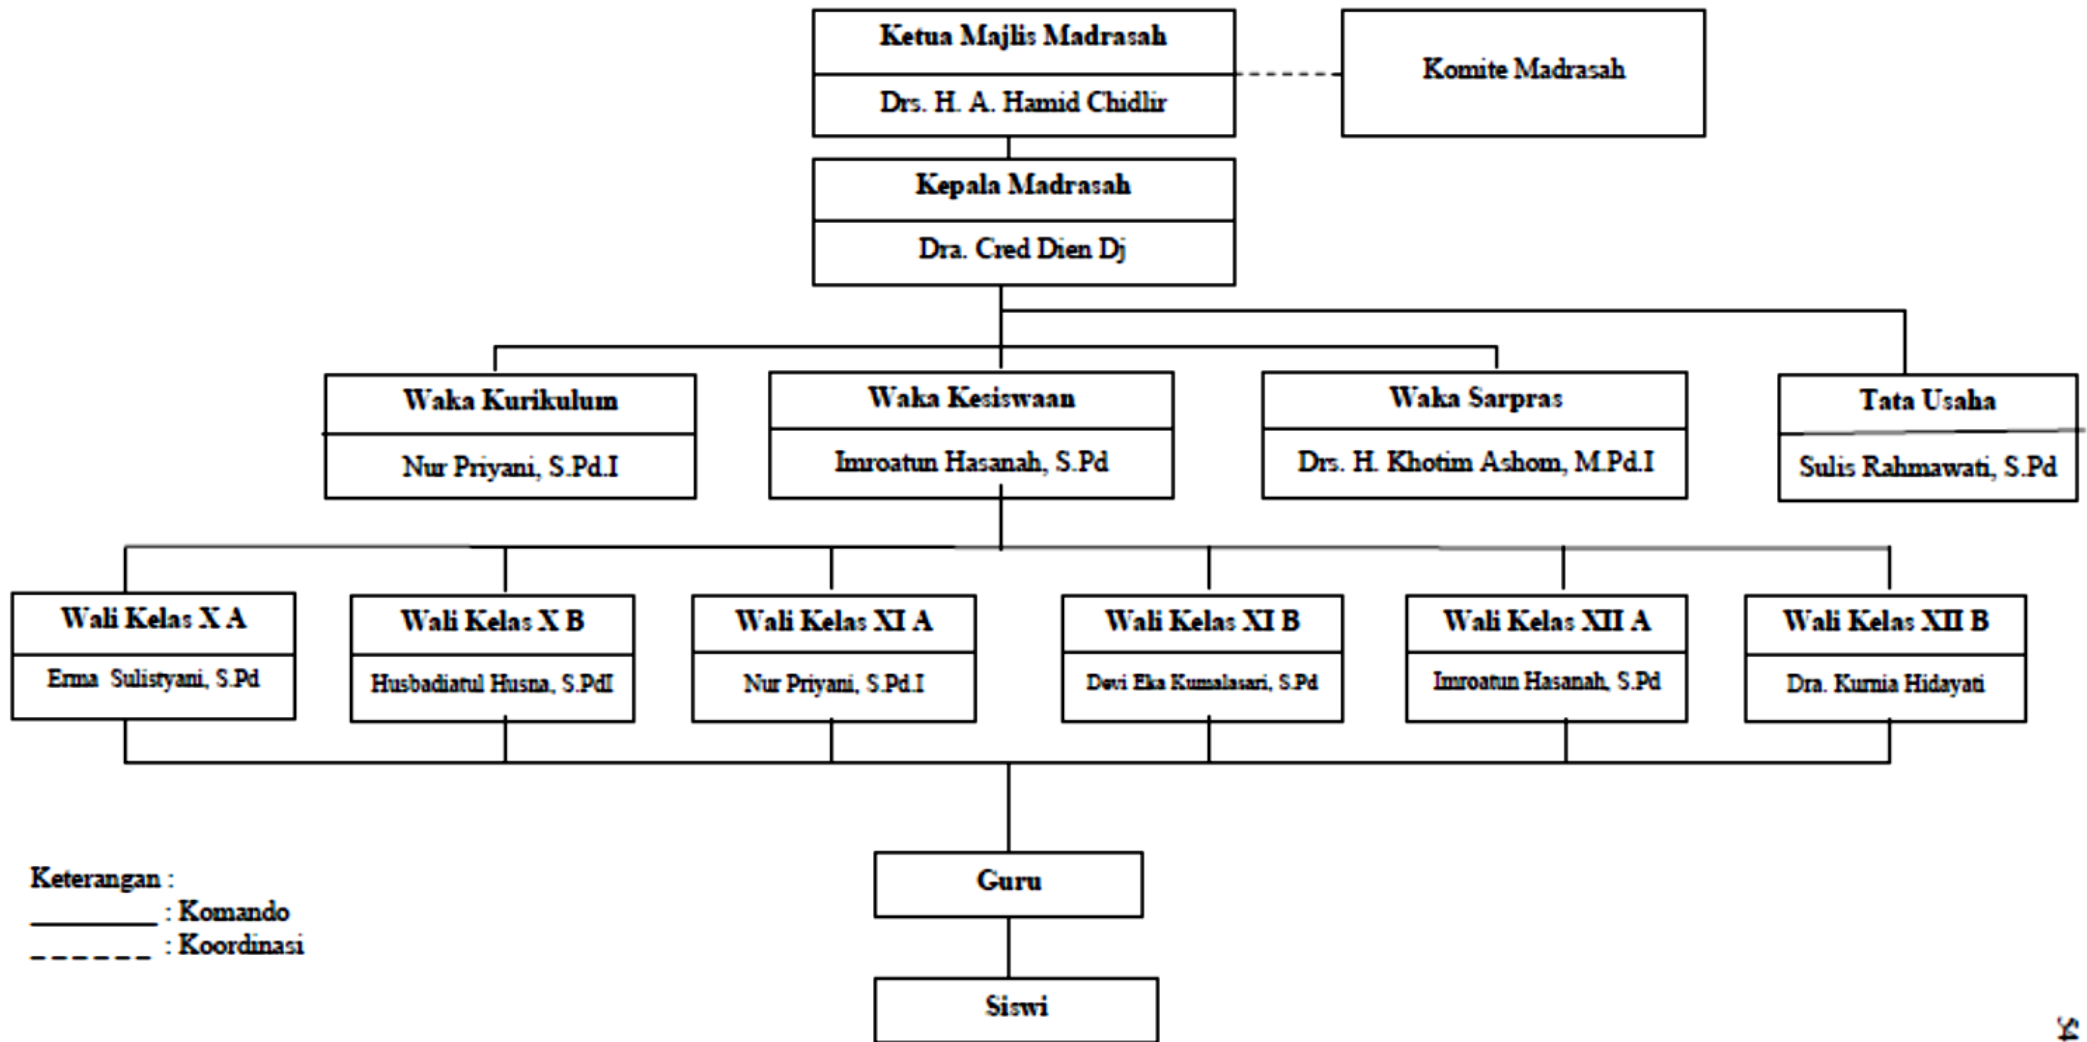 Ketua Majlis Madrasah
Drs. H. A. Hamid Chidlir
Komite Madrasah
Kepala Madrasah
Dra. Cred Dien Dj
Waka Kurikulum
Nur Priyani, S.Pd.I
Waka Kesiswaan
Imroatun Hasanah, S.Pd
Waka Sarpras
Drs. H. Khotim Ashom, M.Pd.I
Tata Usaha
Sulis Rahmawati, S.Pd
Wali Kelas X A
Erma Sulistyani, S.Pd
Wali Kelas X B
Husbadiatul Husna, S.PdI
Wali Kelas XI A
Nur Priyani, S.Pd.I
Wali Kelas XI B
Devi Eka Kumalasari, S.Pd
Wali Kelas XII A
Imroatun Hasanah, S.Pd
Wali Kelas XII B
Dra. Kurnia Hidayati
Guru
Siswi
Keterangan :
: Komando
: Koordinasi